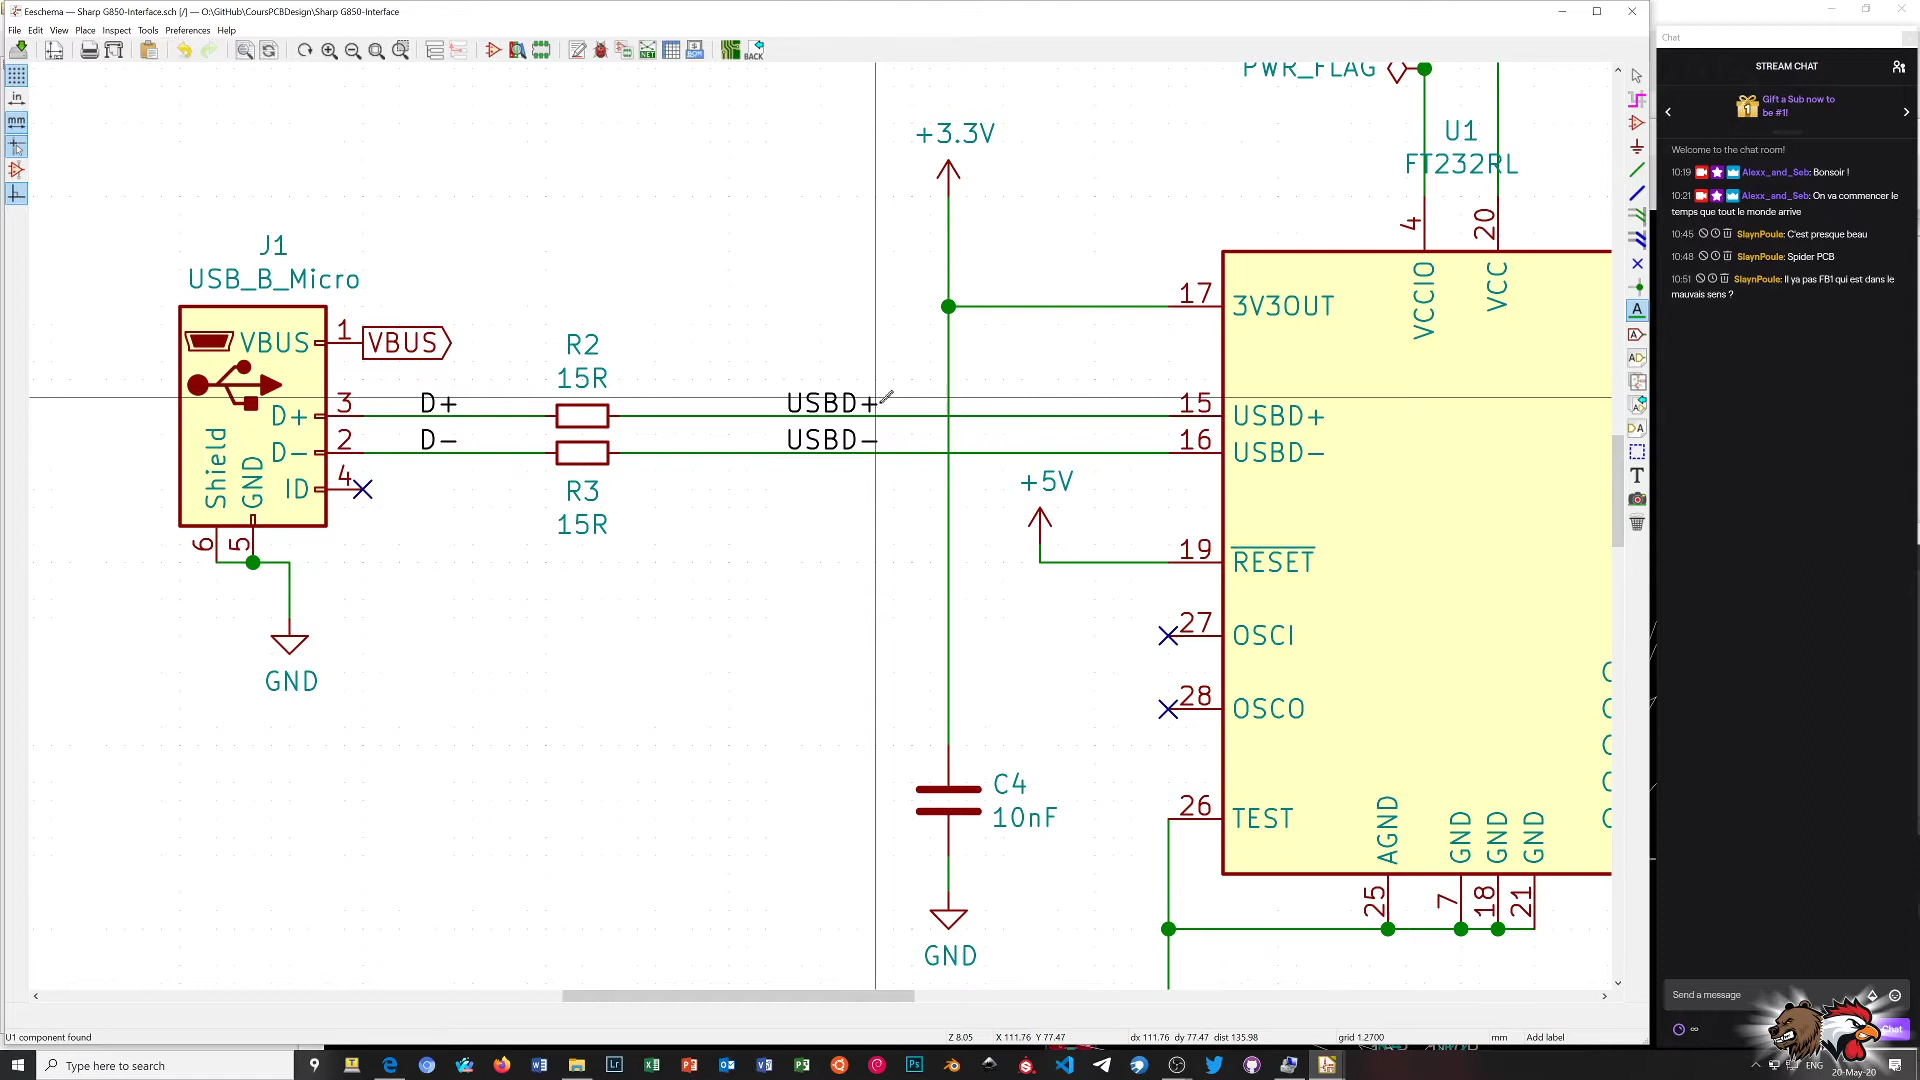 Eeschema — Sharp G850-Interface.sch [/] — O:\GitHub\CoursPCBDesign\Sharp G850-Interface
File Edit View Place Inspect Tools Preferences Help
BACK
in
mm
PWR_FLAG
+3.3V
U1
FT232RL
4
20
J1
USB_B_Micro
VBUS
1
VBUS
R2
15R
17
3V3OUT
VCCIO
VCC
D+
3
D+
USBD+
15
USBD+
D-
2
D-
USBD-
16
USBD-
Shield
GND
ID
4
R3
15R
+5V
19
RESET
6
5
GND
27
OSCI
28
OSCO
C4
10nF
26
TEST
AGND
GND
GND
GND
25
7
18
21
GND
U1 component found
Z 8.05
X 111.76 Y 77.47
dx 111.76 dy 77.47 dist 135.98
grid 1.2700
mm
Add label
Chat
STREAM CHAT
Gift a Sub now to
be #1!
Welcome to the chat room!
10:19 Alexx_and_Seb: Bonsoir !
10:21 Alexx_and_Seb: On va commencer le
temps que tout le monde arrive
10:45 SlaynPoule: C'est presque beau
10:48 SlaynPoule: Spider PCB
10:51 SlaynPoule: Il ya pas FB1 qui est dans le
mauvais sens ?
Send a message
Chat
Type here to search
ENG
20-May-20